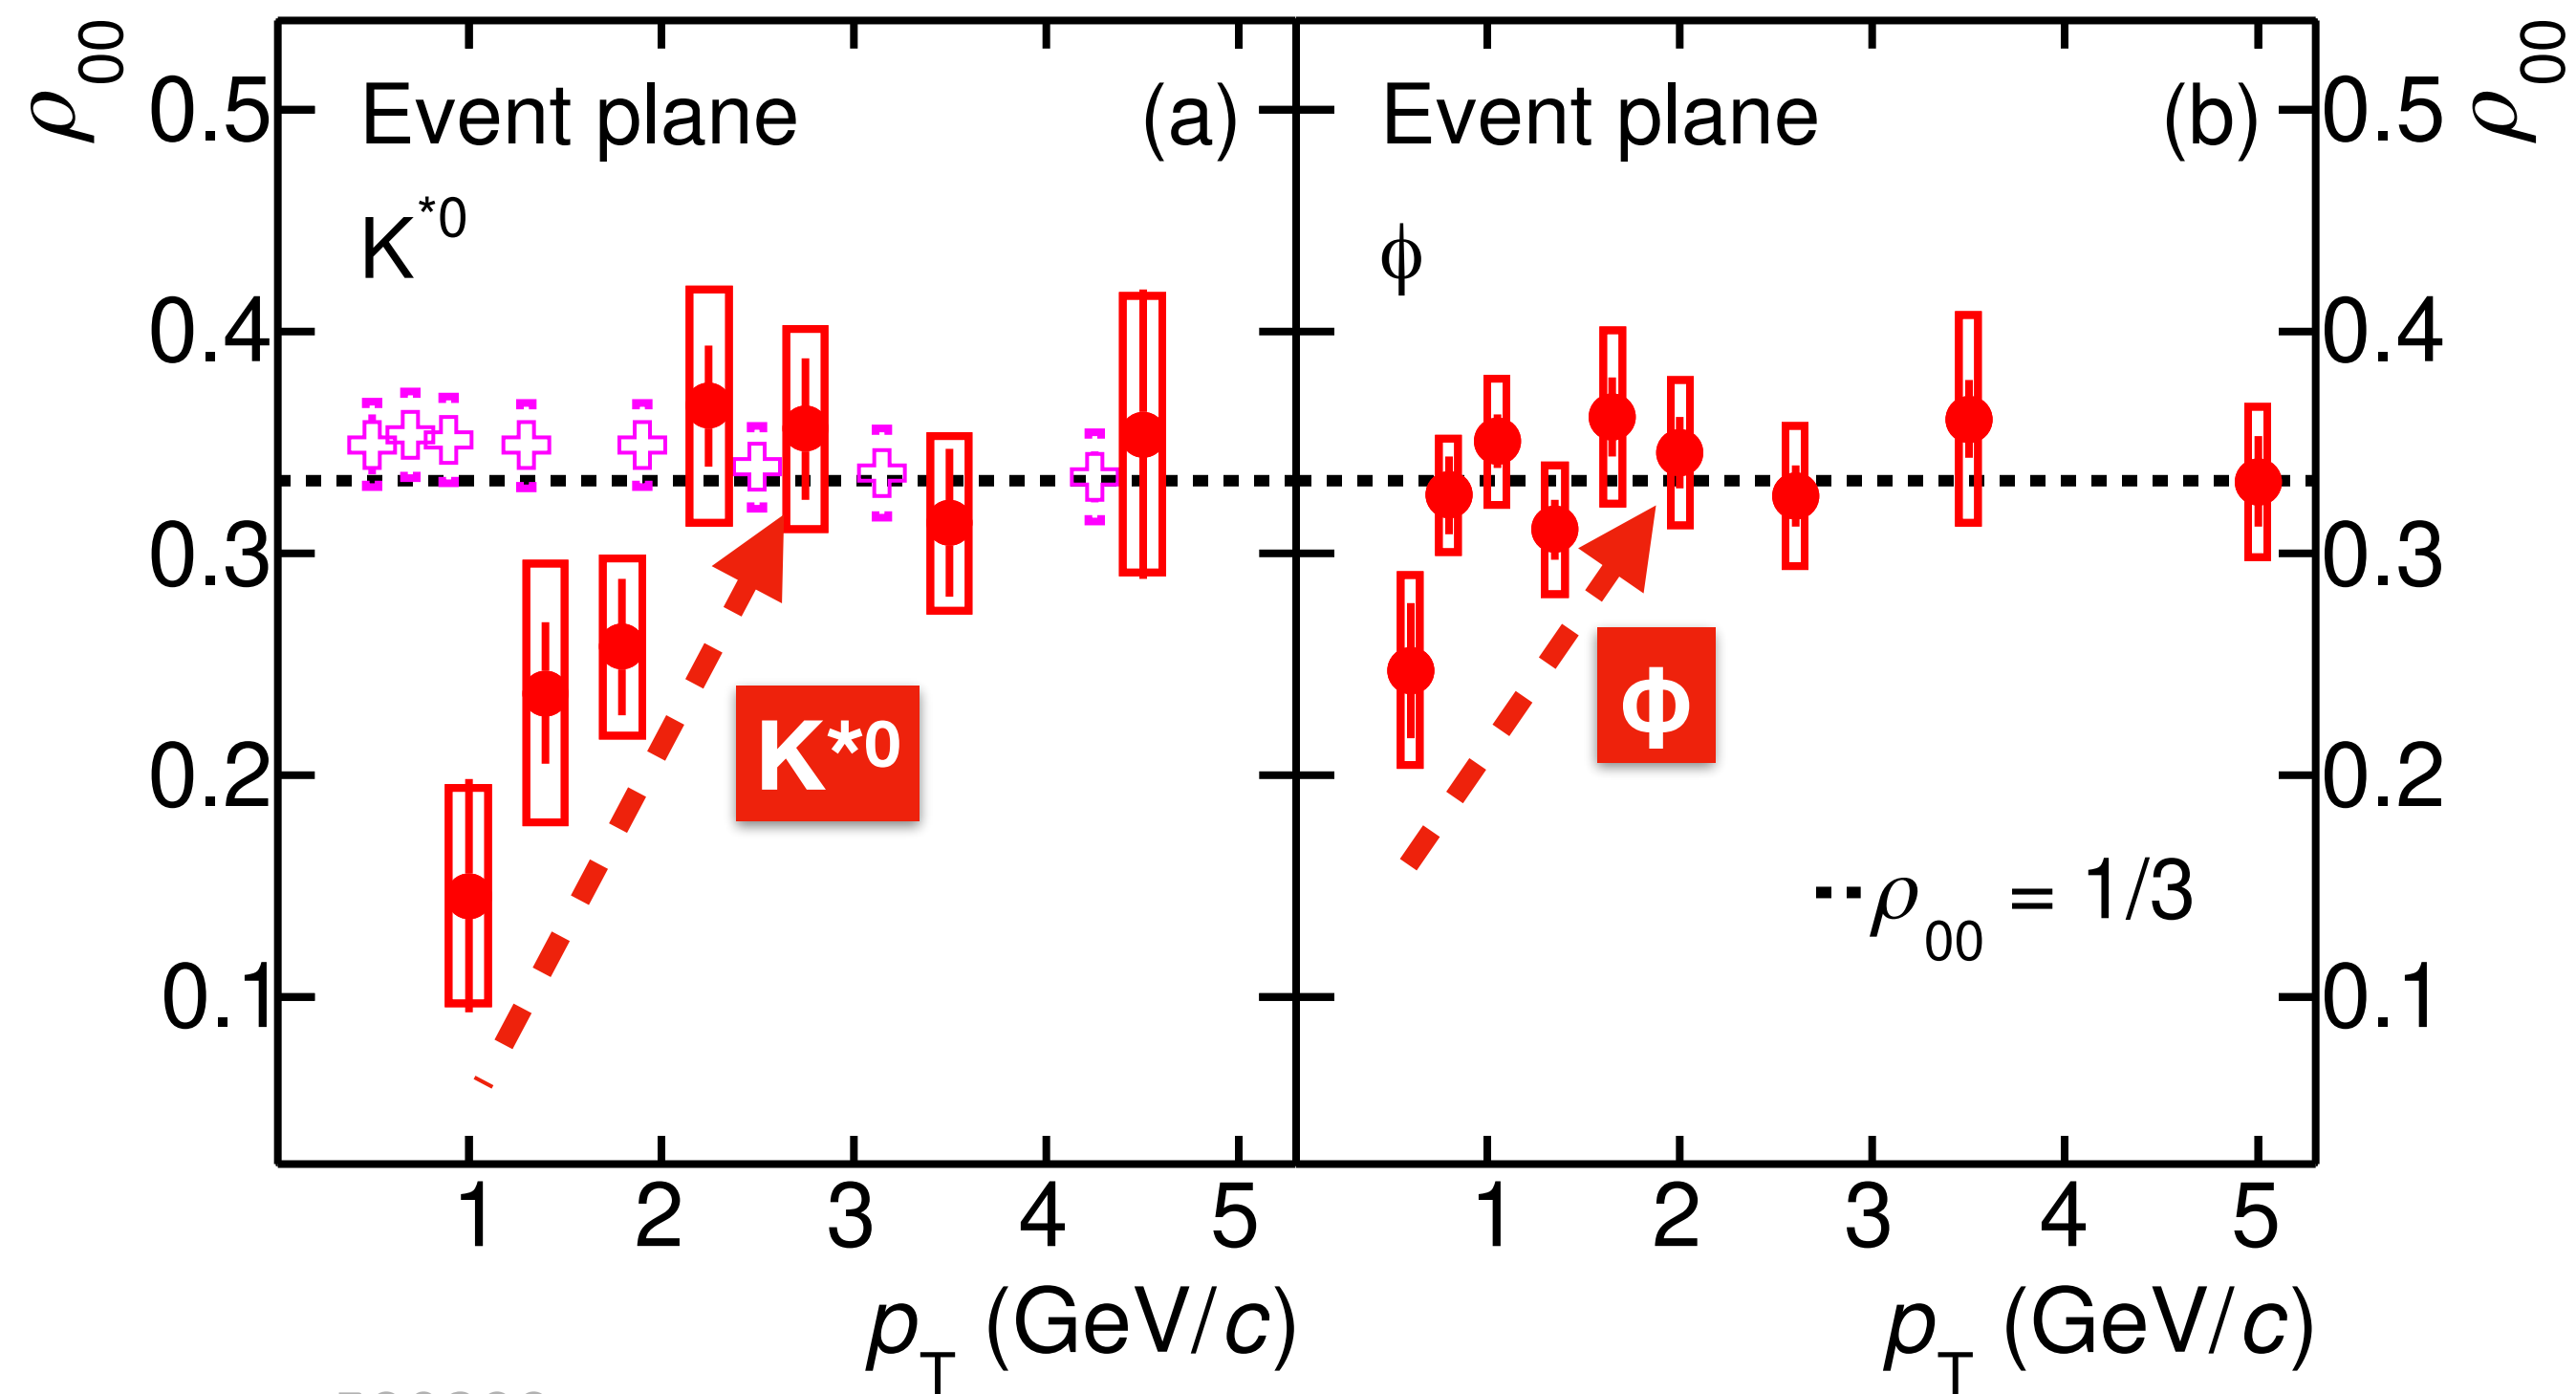 ρ00
0.5
0.4
0.3
0.2
0.1
Event plane
(a)
K*0
K*0
1 2 3 4 5
pT (GeV/c)
Event plane
(b)
ϕ
ϕ
ρ00 = 1/3
1 2 3 4 5
pT (GeV/c)
ρ00
0.5
0.4
0.3
0.2
0.1